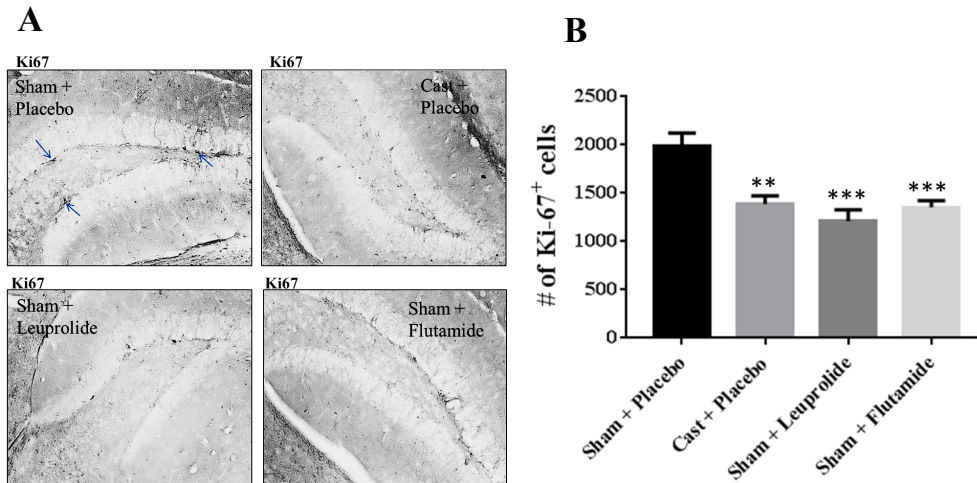 A
Ki67
Sham +
Placebo
Ki67
Cast +
Placebo
Ki67
Sham +
Leuprolide
Ki67
Sham +
Flutamide
B
# of Ki-67⁺ cells
2500
2000
1500
1000
500
0
**
***
***
Sham + Placebo
Cast + Placebo
Sham + Leuprolide
Sham + Flutamide